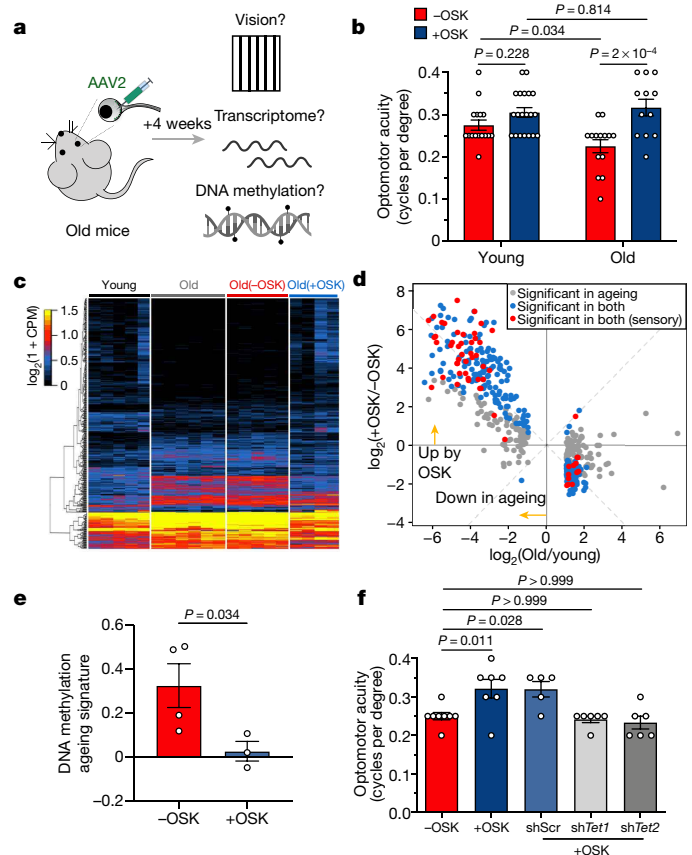 a
Vision?
AAV2
+4 weeks
Transcriptome?
DNA methylation?
Old mice
b
–OSK
+OSK
P = 0.814
P = 0.034
P = 0.228
P = 2 × 10⁻⁴
Optomotor acuity
(cycles per degree)
0.4
0.3
0.2
0.1
0
Young
Old
c
Young
Old
Old(–OSK)
Old(+OSK)
log₂(1 + CPM)
1.5
1.0
0.5
0
d
Significant in ageing
Significant in both
Significant in both (sensory)
log₂(+OSK/–OSK)
8
6
4
2
0
−2
−4
Up by
OSK
Down in ageing
−6
−4
−2
0
2
4
6
log₂(Old/young)
e
P = 0.034
DNA methylation
ageing signature
0.6
0.4
0.2
0
−0.2
–OSK
+OSK
f
P > 0.999
P > 0.999
P = 0.028
P = 0.011
Optomotor acuity
(cycles per degree)
0.4
0.3
0.2
0.1
0
–OSK
+OSK
shScr
shTet1
shTet2
+OSK